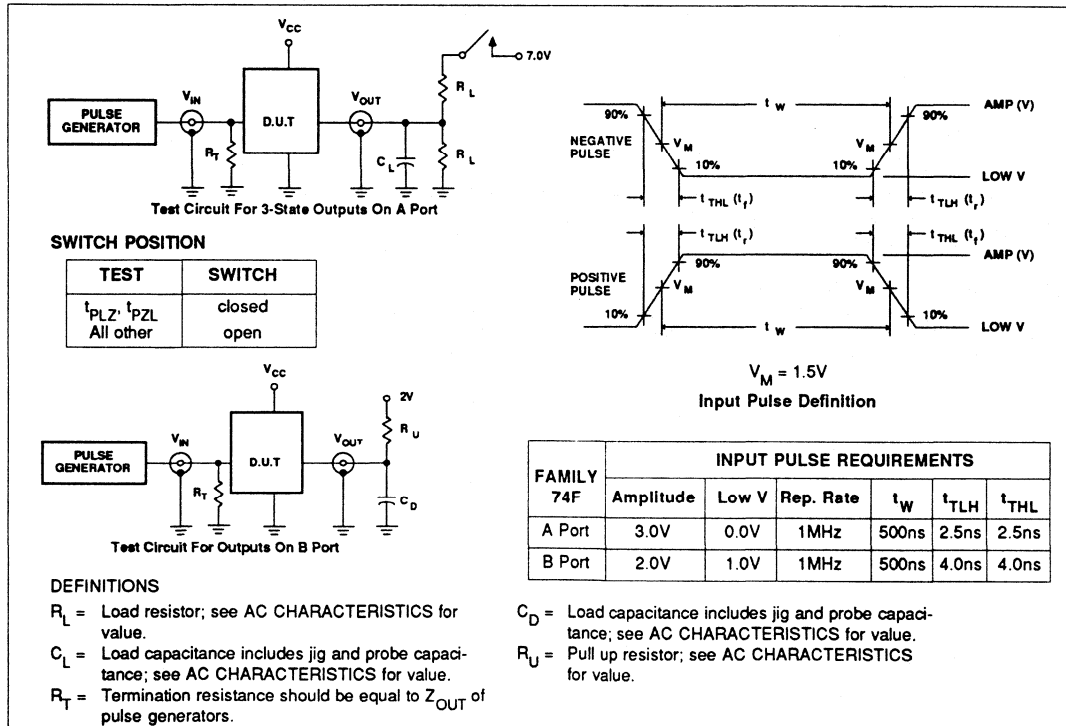 VCC
7.0V
RL
VIN
VOUT
PULSE GENERATOR
D.U.T
RT
CL
RL
Test Circuit For 3-State Outputs On A Port
SWITCH POSITION
TEST SWITCH
tPLZ, tPZL closed
All other open
VCC
2V
RU
VIN
VOUT
PULSE GENERATOR
D.U.T
RT
CD
Test Circuit For Outputs On B Port
tW
AMP (V)
90% 90%
NEGATIVE PULSE
VM VM
10% 10%
LOW V
tTHL (tf) tTLH (tr)
tTLH (tr) tTHL (tf)
AMP (V)
90% 90%
POSITIVE PULSE
VM VM
10% 10%
tW
LOW V
VM = 1.5V
Input Pulse Definition
FAMILY 74F INPUT PULSE REQUIREMENTS
Amplitude Low V Rep. Rate tW tTLH tTHL
A Port 3.0V 0.0V 1MHz 500ns 2.5ns 2.5ns
B Port 2.0V 1.0V 1MHz 500ns 4.0ns 4.0ns
DEFINITIONS
RL = Load resistor; see AC CHARACTERISTICS for
value.
CL = Load capacitance includes jig and probe capaci-
tance; see AC CHARACTERISTICS for value.
RT = Termination resistance should be equal to ZOUT of
pulse generators.
CD = Load capacitance includes jig and probe capaci-
tance; see AC CHARACTERISTICS for value.
RU = Pull up resistor; see AC CHARACTERISTICS
for value.